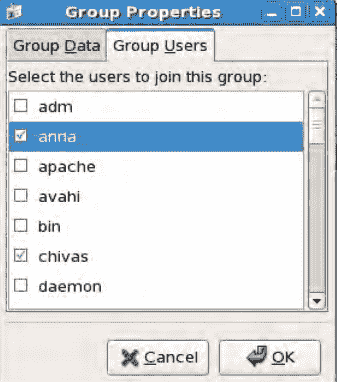 Group Properties
Group Data Group Users
Select the users to join this group:
adm
anna
apache
avahi
bin
chivas
daemon
Cancel OK